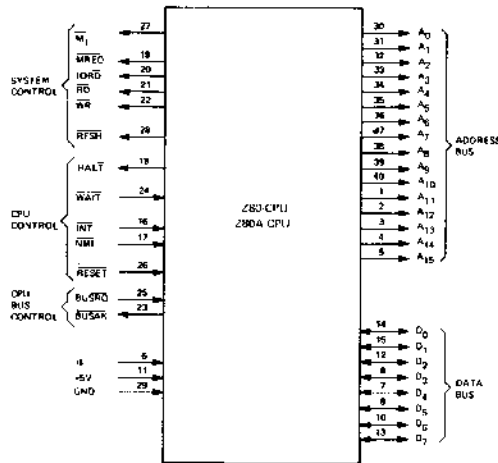 SYSTEM CONTROL
27 M1
19 MREQ
20 IORQ
21 RD
22 WR
28 RFSH
CPU CONTROL
18 HALT
24 WAIT
16 INT
17 NMI
26 RESET
CPU BUS CONTROL
25 BUSRQ
23 BUSAK
6
11 +5V
29 GND
Z80-CPU
Z80A CPU
30 A0
31 A1
32 A2
33 A3
34 A4
35 A5
36 A6
37 A7
38 A8
39 A9
40 A10
1 A11
2 A12
3 A13
4 A14
5 A15
ADDRESS BUS
14 D0
15 D1
12 D2
8 D3
7 D4
9 D5
10 D6
13 D7
DATA BUS